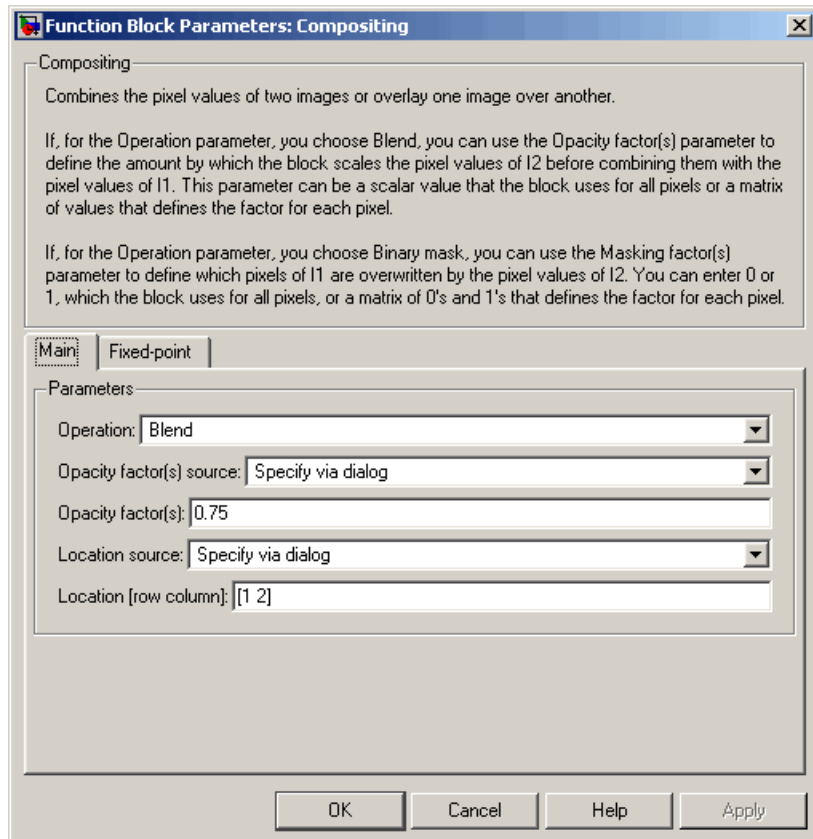 Function Block Parameters: Compositing
Compositing
Combines the pixel values of two images or overlay one image over another.
If, for the Operation parameter, you choose Blend, you can use the Opacity factor(s) parameter to
define the amount by which the block scales the pixel values of I2 before combining them with the
pixel values of I1. This parameter can be a scalar value that the block uses for all pixels or a matrix
of values that defines the factor for each pixel.
If, for the Operation parameter, you choose Binary mask, you can use the Masking factor(s)
parameter to define which pixels of I1 are overwritten by the pixel values of I2. You can enter 0 or
1, which the block uses for all pixels, or a matrix of 0's and 1's that defines the factor for each pixel.
Main Fixed-point
Parameters
Operation: Blend
Opacity factor(s) source: Specify via dialog
Opacity factor(s): 0.75
Location source: Specify via dialog
Location [row column]: [1 2]
OK Cancel Help Apply